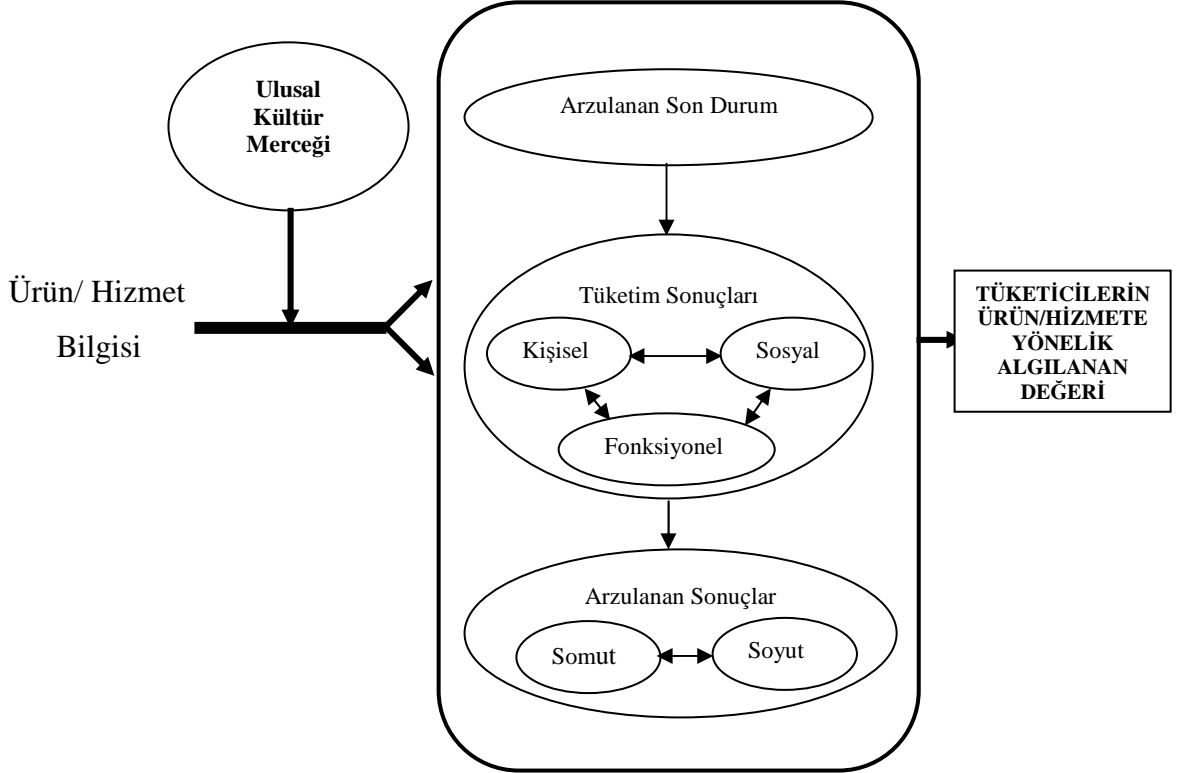 Ulusal
Kültür
Merceği
Ürün/ Hizmet
Bilgisi
Arzulanan Son Durum
Tüketim Sonuçları
Kişisel
Sosyal
Fonksiyonel
Arzulanan Sonuçlar
Somut
Soyut
TÜKETİCİLERİN
ÜRÜN/HİZMETE
YÖNELİK
ALGILANAN
DEĞERİ